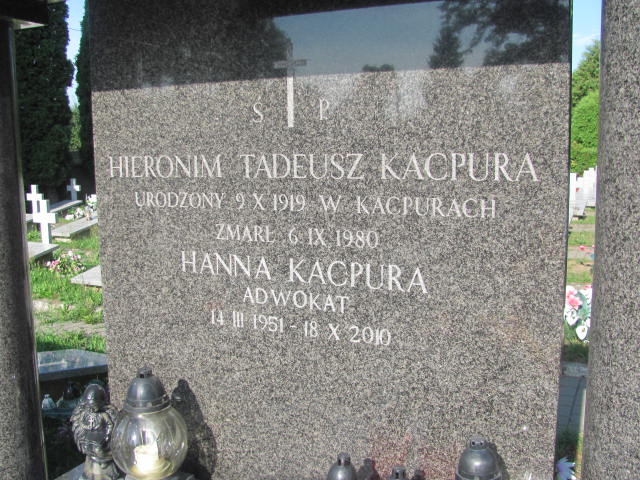 Ś P
HIERONIM TADEUSZ KACPURA
URODZONY 9 X 1919 W KACPURACH
ZMARŁ 6 IX 1980
HANNA KACPURA
ADWOKAT
14 III 1951 - 18 X 2010